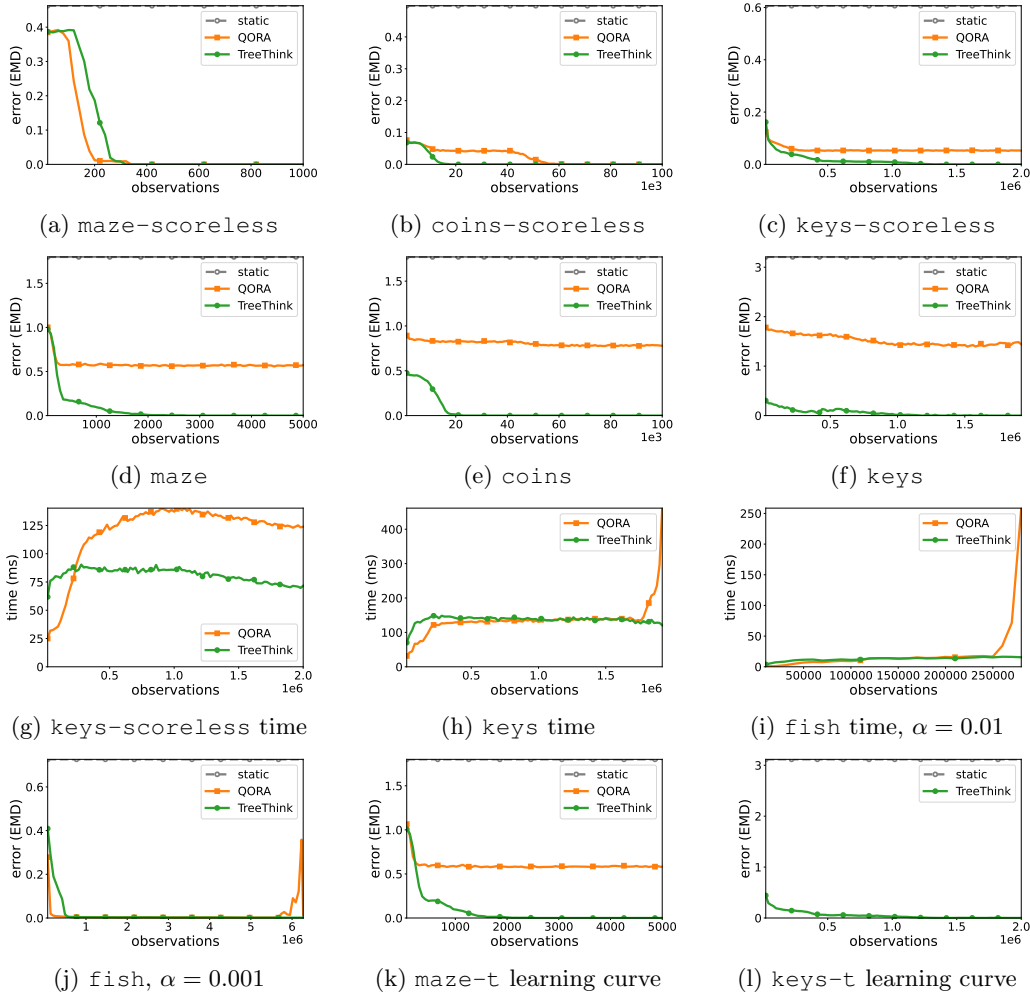 0.4
0.2
0.0
error (EMD)
200 400 600 800 1000
observations
static
QORA
TreeThink
(a) maze-scoreless
0.4
0.3
0.2
0.1
0.0
error (EMD)
20 40 60 80 100
observations
1e3
static
QORA
TreeThink
(b) coins-scoreless
0.6
0.4
0.2
0.0
error (EMD)
0.5 1.0 1.5 2.0
observations
1e6
static
QORA
TreeThink
(c) keys-scoreless
1.5
1.0
0.5
0.0
error (EMD)
1000 2000 3000 4000 5000
observations
static
QORA
TreeThink
(d) maze
1.5
1.0
0.5
0.0
error (EMD)
20 40 60 80 100
observations
1e3
static
QORA
TreeThink
(e) coins
3
2
1
0
error (EMD)
0.5 1.0 1.5
observations
1e6
static
QORA
TreeThink
(f) keys
125
100
75
50
25
0
time (ms)
0.5 1.0 1.5 2.0
observations
1e6
QORA
TreeThink
(g) keys-scoreless time
400
300
200
100
0
time (ms)
0.5 1.0 1.5
observations
1e6
QORA
TreeThink
(h) keys time
250
200
150
100
50
0
time (ms)
50000 100000 150000 200000 250000
observations
QORA
TreeThink
(i) fish time, α = 0.01
0.6
0.4
0.2
0.0
error (EMD)
1 2 3 4 5 6
observations
1e6
static
QORA
TreeThink
(j) fish, α = 0.001
1.5
1.0
0.5
0.0
error (EMD)
1000 2000 3000 4000 5000
observations
static
QORA
TreeThink
(k) maze-t learning curve
3
2
1
0
error (EMD)
0.5 1.0 1.5 2.0
observations
1e6
static
TreeThink
(l) keys-t learning curve